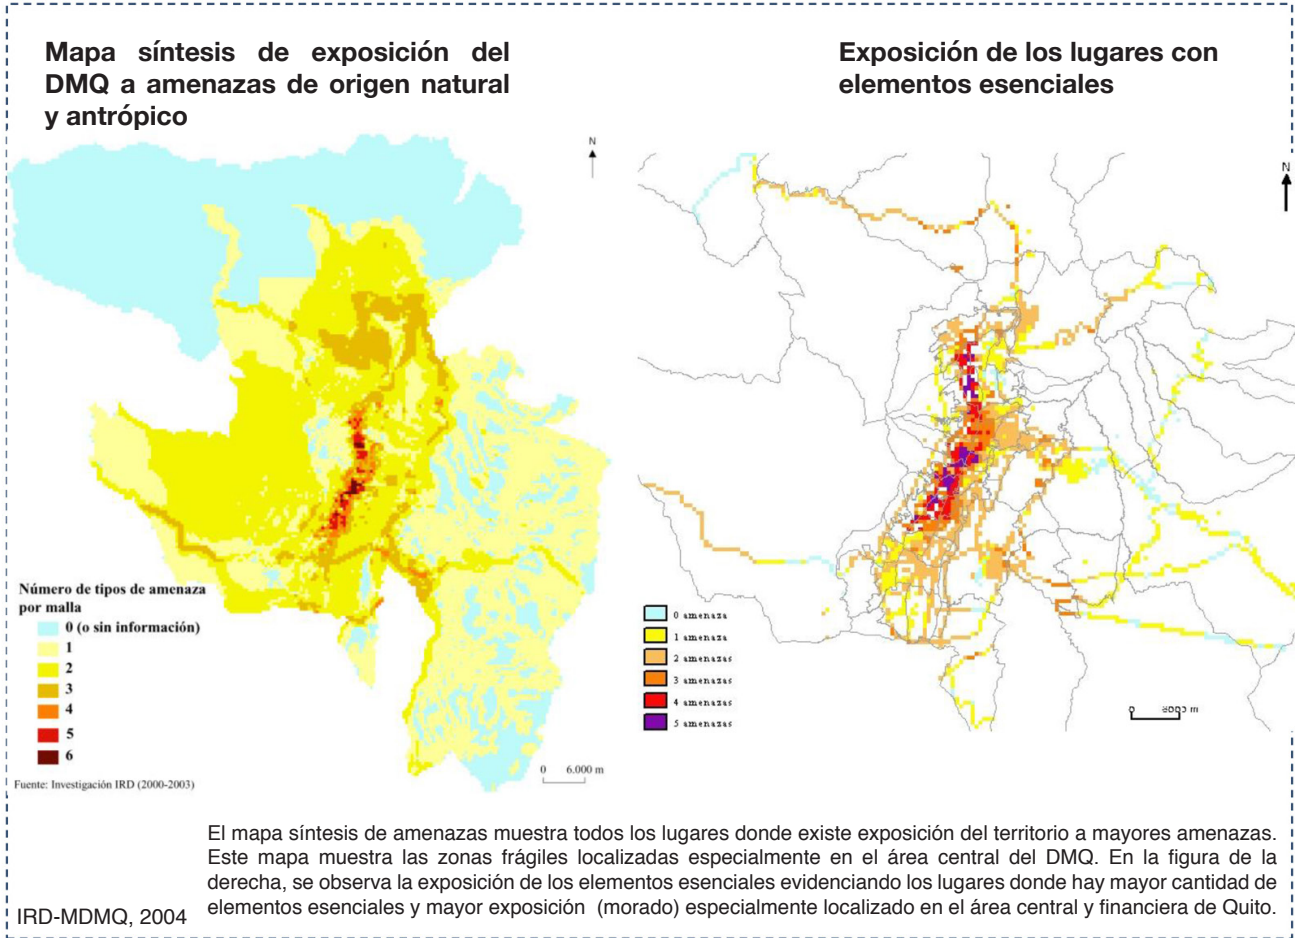 Mapa síntesis de exposición del
DMQ a amenazas de origen natural
y antrópico
Exposición de los lugares con
elementos esenciales
N
N
Número de tipos de amenaza
por malla
0 (o sin información)
1
2
3
4
5
6
Fuente: Investigación IRD (2000-2003)
0 6.000 m
0 amenaza
1 amenaza
2 amenazas
3 amenazas
4 amenazas
5 amenazas
0 m
El mapa síntesis de amenazas muestra todos los lugares donde existe exposición del territorio a mayores amenazas.
Este mapa muestra las zonas frágiles localizadas especialmente en el área central del DMQ. En la figura de la
derecha, se observa la exposición de los elementos esenciales evidenciando los lugares donde hay mayor cantidad de
elementos esenciales y mayor exposición (morado) especialmente localizado en el área central y financiera de Quito.
IRD-MDMQ, 2004